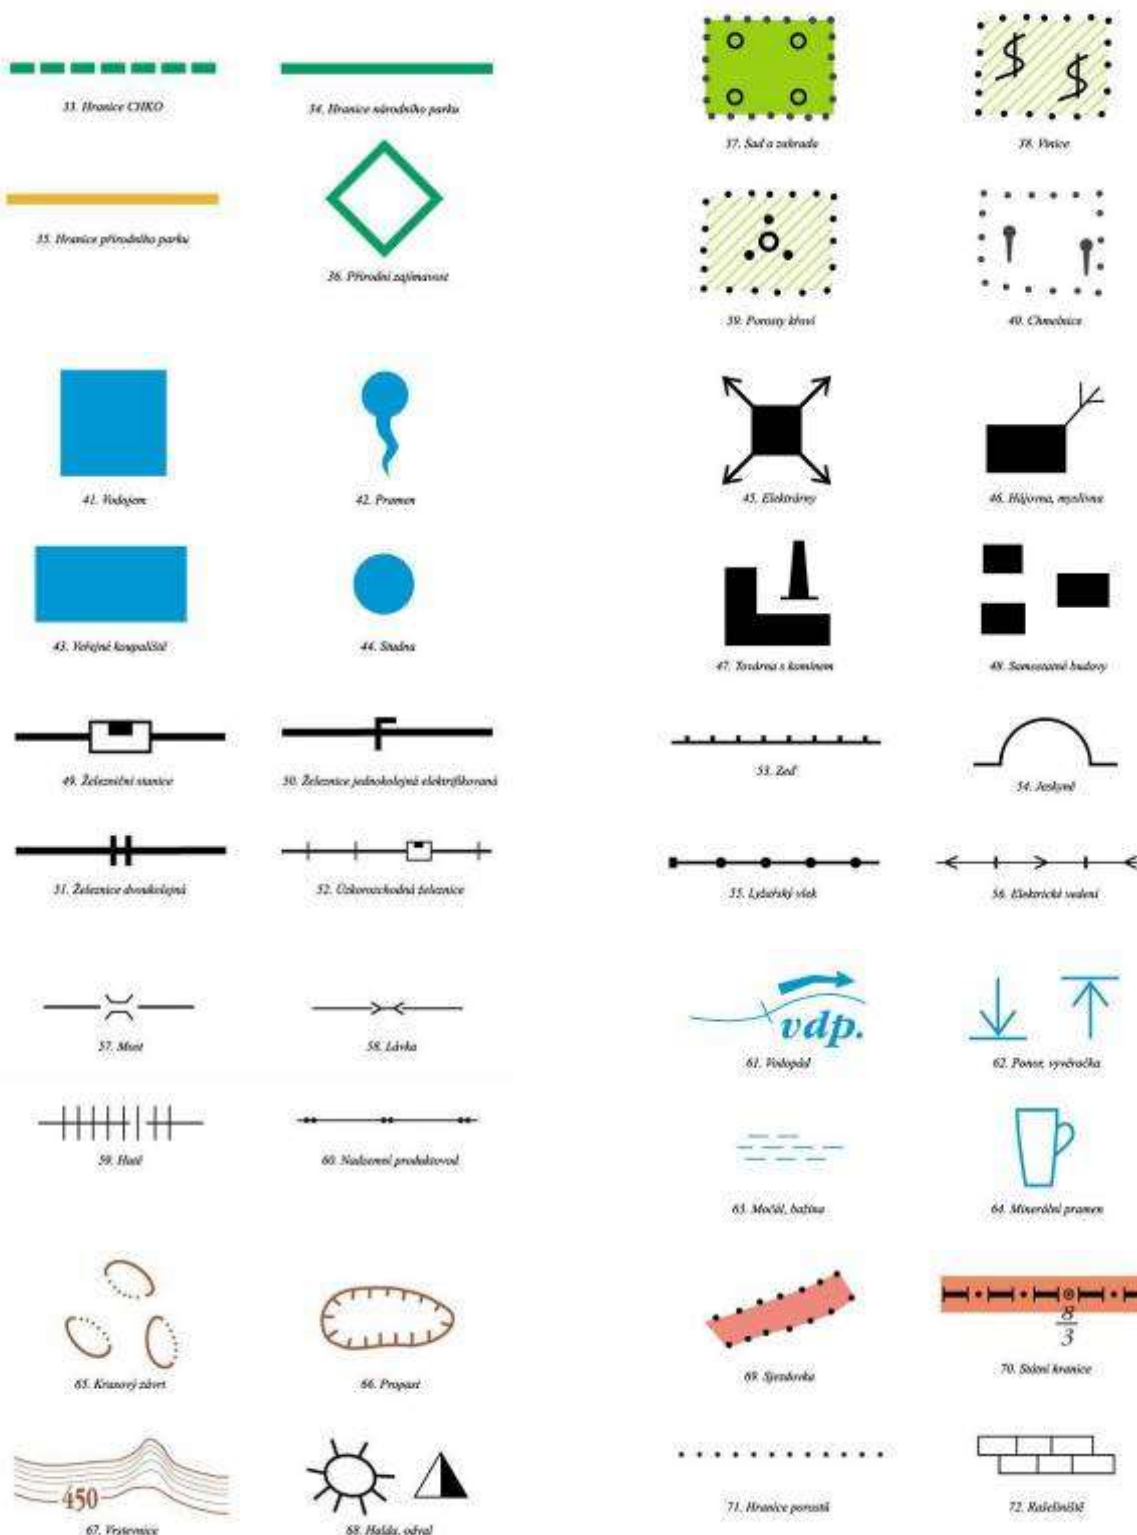 33. Hranice CHKO
34. Hranice národního parku
35. Hranice přírodního parku
36. Přírodní zajímavost
37. Sad a zahrada
38. Vinice
39. Porosty křoví
40. Chmelnice
41. Vodojem
42. Pramen
43. Veřejné koupaliště
44. Studna
45. Elektrárny
46. Hájovna, myslivna
47. Továrna s komínem
48. Samostatné budovy
49. Železniční stanice
50. Železnice jednokolejná elektrifikovaná
51. Železnice dvoukolejná
52. Úzkorozchodná železnice
53. Zeď
54. Jeskyně
55. Lyžařský vlek
56. Elektrické vedení
57. Most
58. Lávka
59. Hatě
60. Nadzemní produktovod
vdp.
61. Vodopád
62. Ponor, vyvěračka
63. Močál, bažina
64. Minerální pramen
65. Krasový závrt
66. Propast
450
67. Vrstevnice
68. Halda, odval
69. Sjezdovka
8
3
70. Státní hranice
71. Hranice porostů
72. Rašeliniště